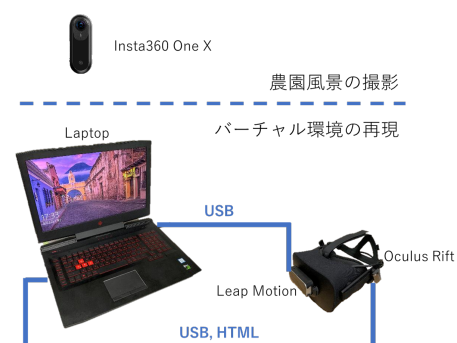 Insta360 One X
農園風景の撮影
バーチャル環境の再現
Laptop
USB
Oculus Rift
Leap Motion
USB, HTML